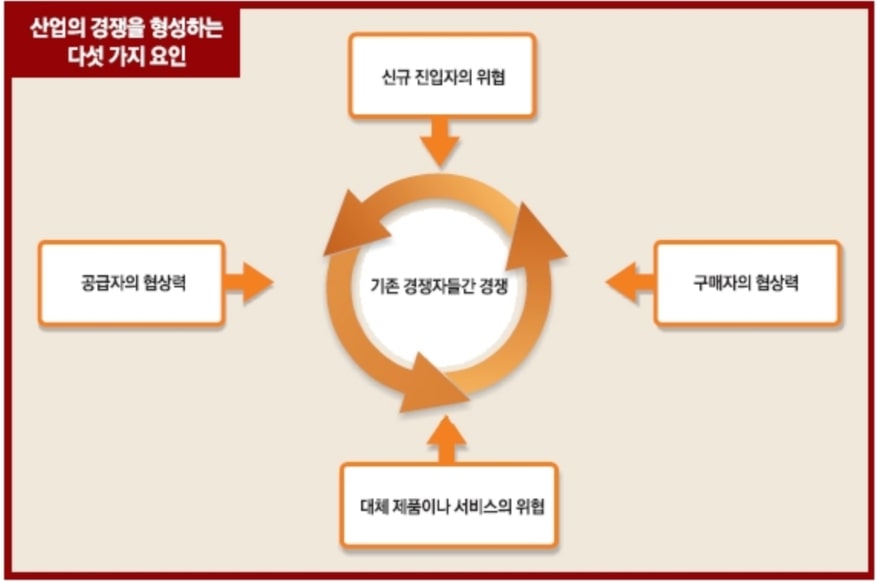 산업의 경쟁을 형성하는
다섯 가지 요인
신규 진입자의 위협
공급자의 협상력
기존 경쟁자들간 경쟁
구매자의 협상력
대체 제품이나 서비스의 위협